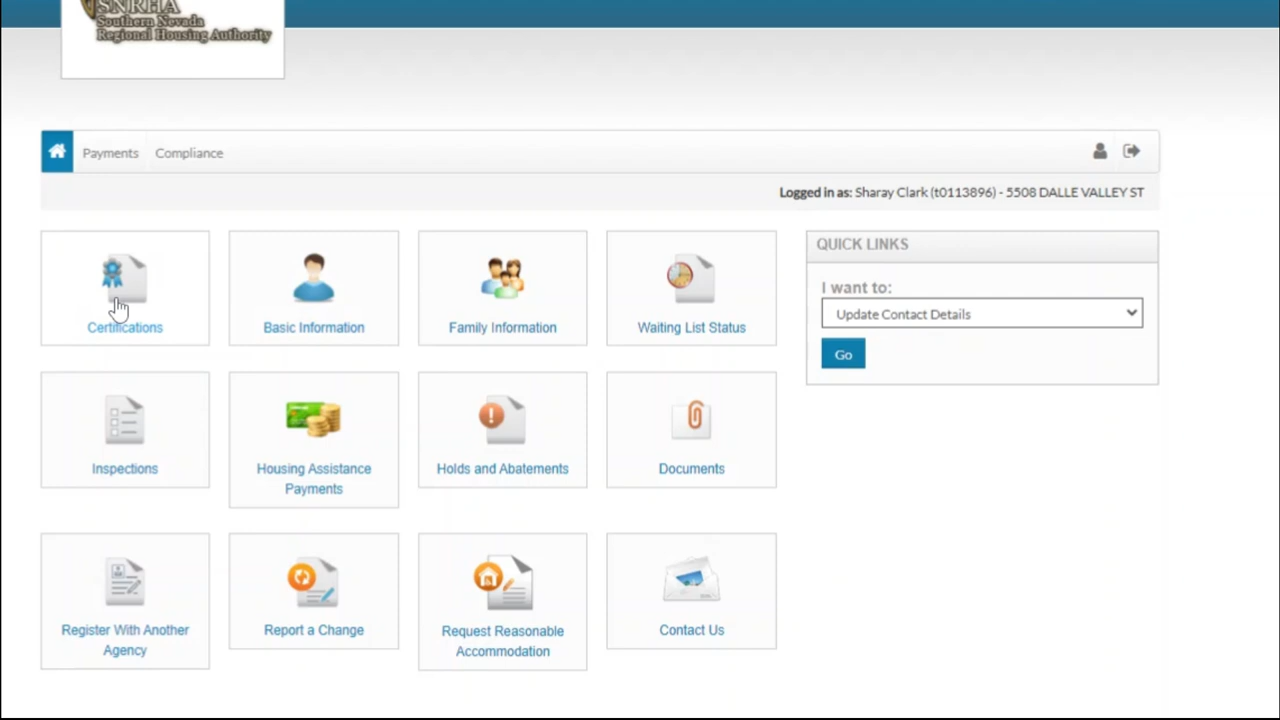 SNRHA
Southern Nevada
Regional Housing Authority
Payments Compliance
Logged in as: Sharay Clark (t0113896) - 5508 DALLE VALLEY ST
Certifications
Basic Information
Family Information
Waiting List Status
QUICK LINKS
I want to:
Update Contact Details
Go
Inspections
Housing Assistance
Payments
Holds and Abatements
Documents
Register With Another
Agency
Report a Change
Request Reasonable
Accommodation
Contact Us